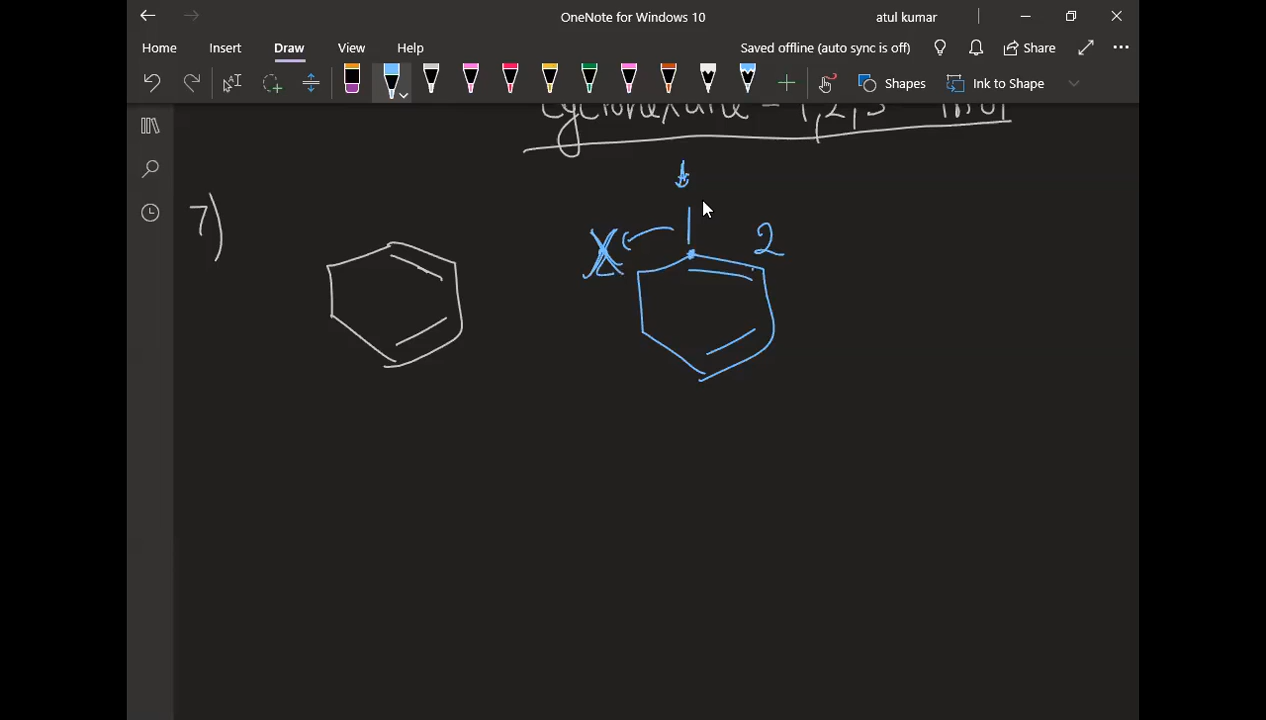 OneNote for Windows 10
atul kumar
Home Insert Draw View Help
Saved offline (auto sync is off)
Share
Shapes
Ink to Shape
7)
1
2